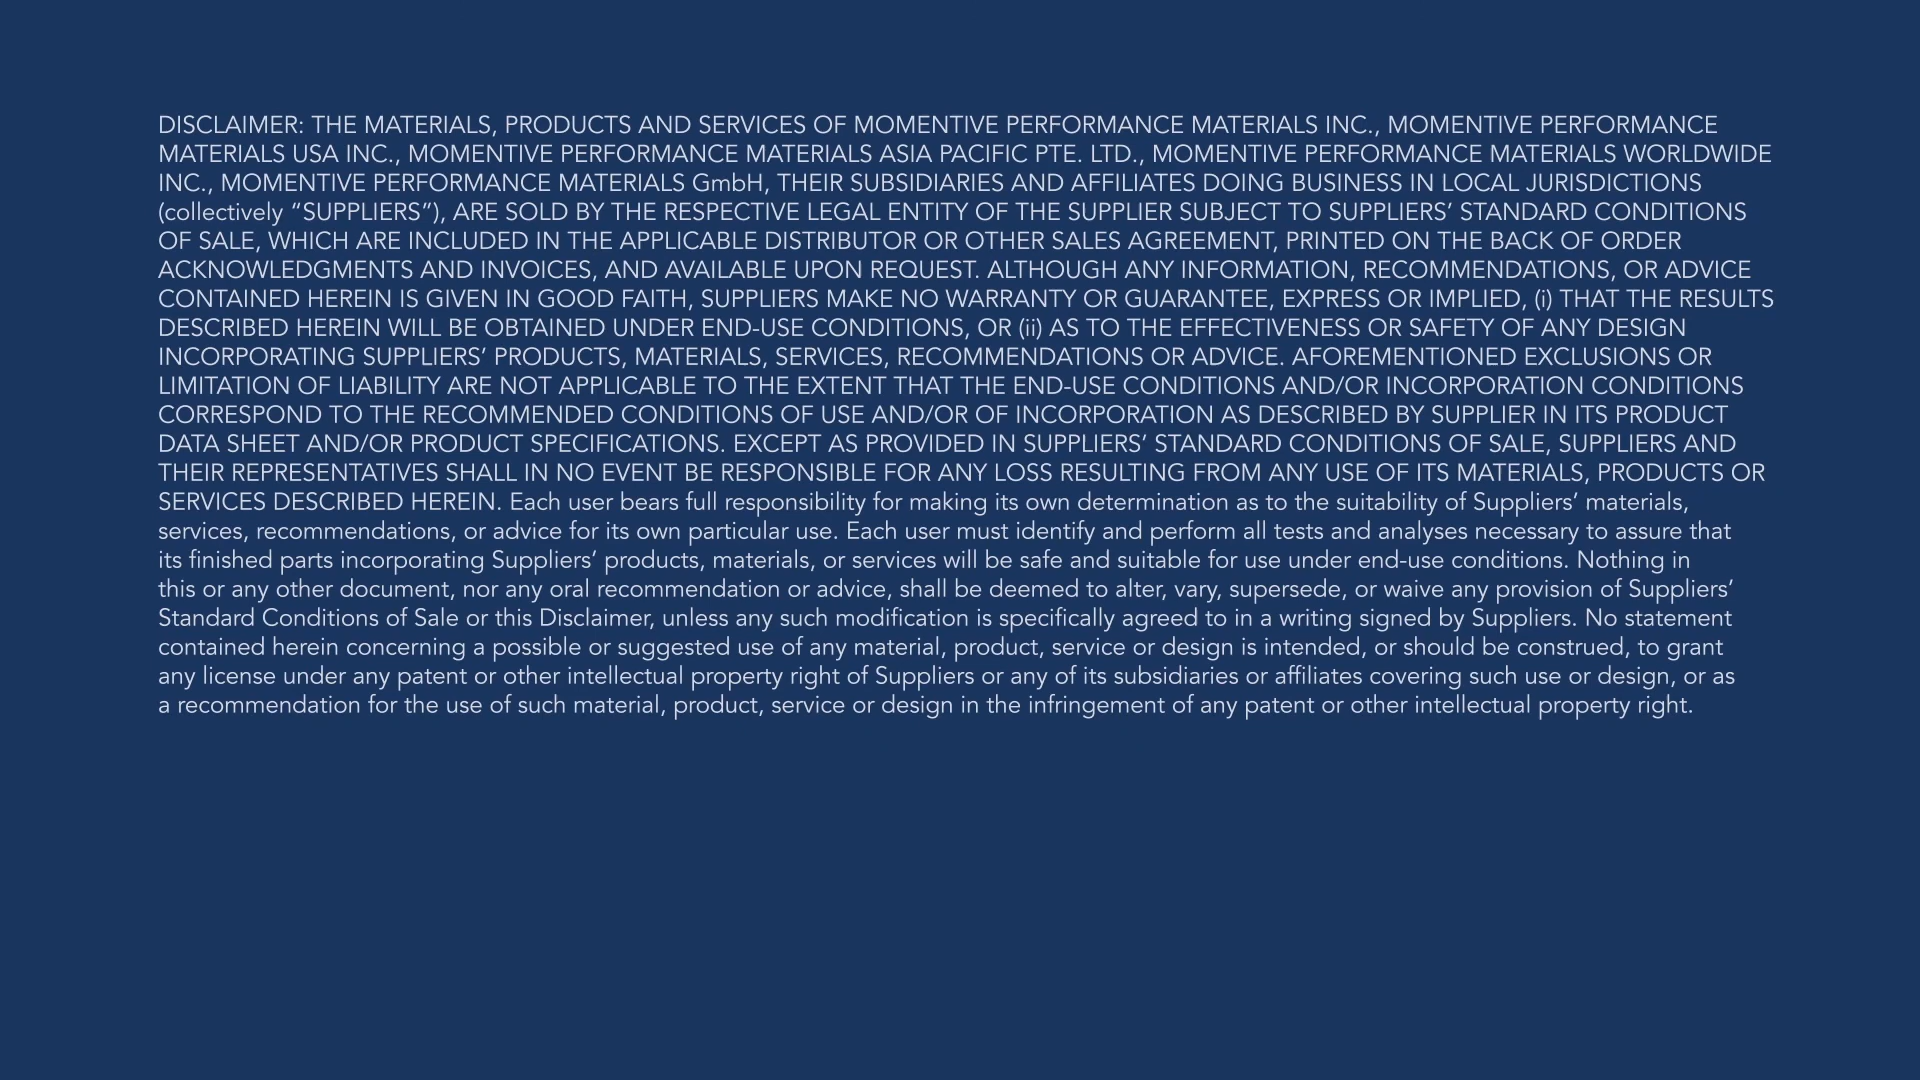 DISCLAIMER: THE MATERIALS, PRODUCTS AND SERVICES OF MOMENTIVE PERFORMANCE MATERIALS INC., MOMENTIVE PERFORMANCE
MATERIALS USA INC., MOMENTIVE PERFORMANCE MATERIALS ASIA PACIFIC PTE. LTD., MOMENTIVE PERFORMANCE MATERIALS WORLDWIDE
INC., MOMENTIVE PERFORMANCE MATERIALS GmbH, THEIR SUBSIDIARIES AND AFFILIATES DOING BUSINESS IN LOCAL JURISDICTIONS
(collectively “SUPPLIERS”), ARE SOLD BY THE RESPECTIVE LEGAL ENTITY OF THE SUPPLIER SUBJECT TO SUPPLIERS’ STANDARD CONDITIONS
OF SALE, WHICH ARE INCLUDED IN THE APPLICABLE DISTRIBUTOR OR OTHER SALES AGREEMENT, PRINTED ON THE BACK OF ORDER
ACKNOWLEDGMENTS AND INVOICES, AND AVAILABLE UPON REQUEST. ALTHOUGH ANY INFORMATION, RECOMMENDATIONS, OR ADVICE
CONTAINED HEREIN IS GIVEN IN GOOD FAITH, SUPPLIERS MAKE NO WARRANTY OR GUARANTEE, EXPRESS OR IMPLIED, (i) THAT THE RESULTS
DESCRIBED HEREIN WILL BE OBTAINED UNDER END-USE CONDITIONS, OR (ii) AS TO THE EFFECTIVENESS OR SAFETY OF ANY DESIGN
INCORPORATING SUPPLIERS’ PRODUCTS, MATERIALS, SERVICES, RECOMMENDATIONS OR ADVICE. AFOREMENTIONED EXCLUSIONS OR
LIMITATION OF LIABILITY ARE NOT APPLICABLE TO THE EXTENT THAT THE END-USE CONDITIONS AND/OR INCORPORATION CONDITIONS
CORRESPOND TO THE RECOMMENDED CONDITIONS OF USE AND/OR OF INCORPORATION AS DESCRIBED BY SUPPLIER IN ITS PRODUCT
DATA SHEET AND/OR PRODUCT SPECIFICATIONS. EXCEPT AS PROVIDED IN SUPPLIERS’ STANDARD CONDITIONS OF SALE, SUPPLIERS AND
THEIR REPRESENTATIVES SHALL IN NO EVENT BE RESPONSIBLE FOR ANY LOSS RESULTING FROM ANY USE OF ITS MATERIALS, PRODUCTS OR
SERVICES DESCRIBED HEREIN. Each user bears full responsibility for making its own determination as to the suitability of Suppliers’ materials,
services, recommendations, or advice for its own particular use. Each user must identify and perform all tests and analyses necessary to assure that
its finished parts incorporating Suppliers’ products, materials, or services will be safe and suitable for use under end-use conditions. Nothing in
this or any other document, nor any oral recommendation or advice, shall be deemed to alter, vary, supersede, or waive any provision of Suppliers’
Standard Conditions of Sale or this Disclaimer, unless any such modification is specifically agreed to in a writing signed by Suppliers. No statement
contained herein concerning a possible or suggested use of any material, product, service or design is intended, or should be construed, to grant
any license under any patent or other intellectual property right of Suppliers or any of its subsidiaries or affiliates covering such use or design, or as
a recommendation for the use of such material, product, service or design in the infringement of any patent or other intellectual property right.